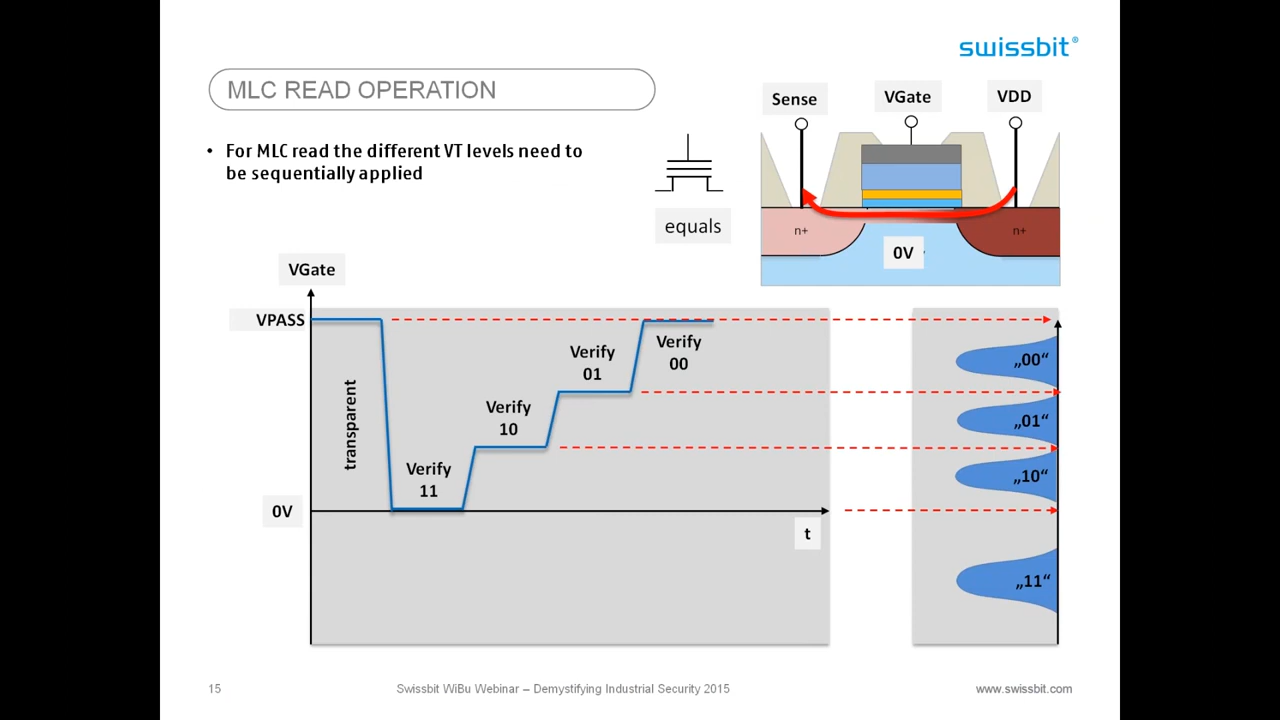 swissbit®
MLC READ OPERATION
• For MLC read the different VT levels need to
be sequentially applied
equals
Sense
VGate
VDD
n+
n+
0V
VGate
VPASS
transparent
Verify
11
Verify
10
Verify
01
Verify
00
0V
t
„00“
„01“
„10“
„11“
15
Swissbit WiBu Webinar – Demystifying Industrial Security 2015
www.swissbit.com